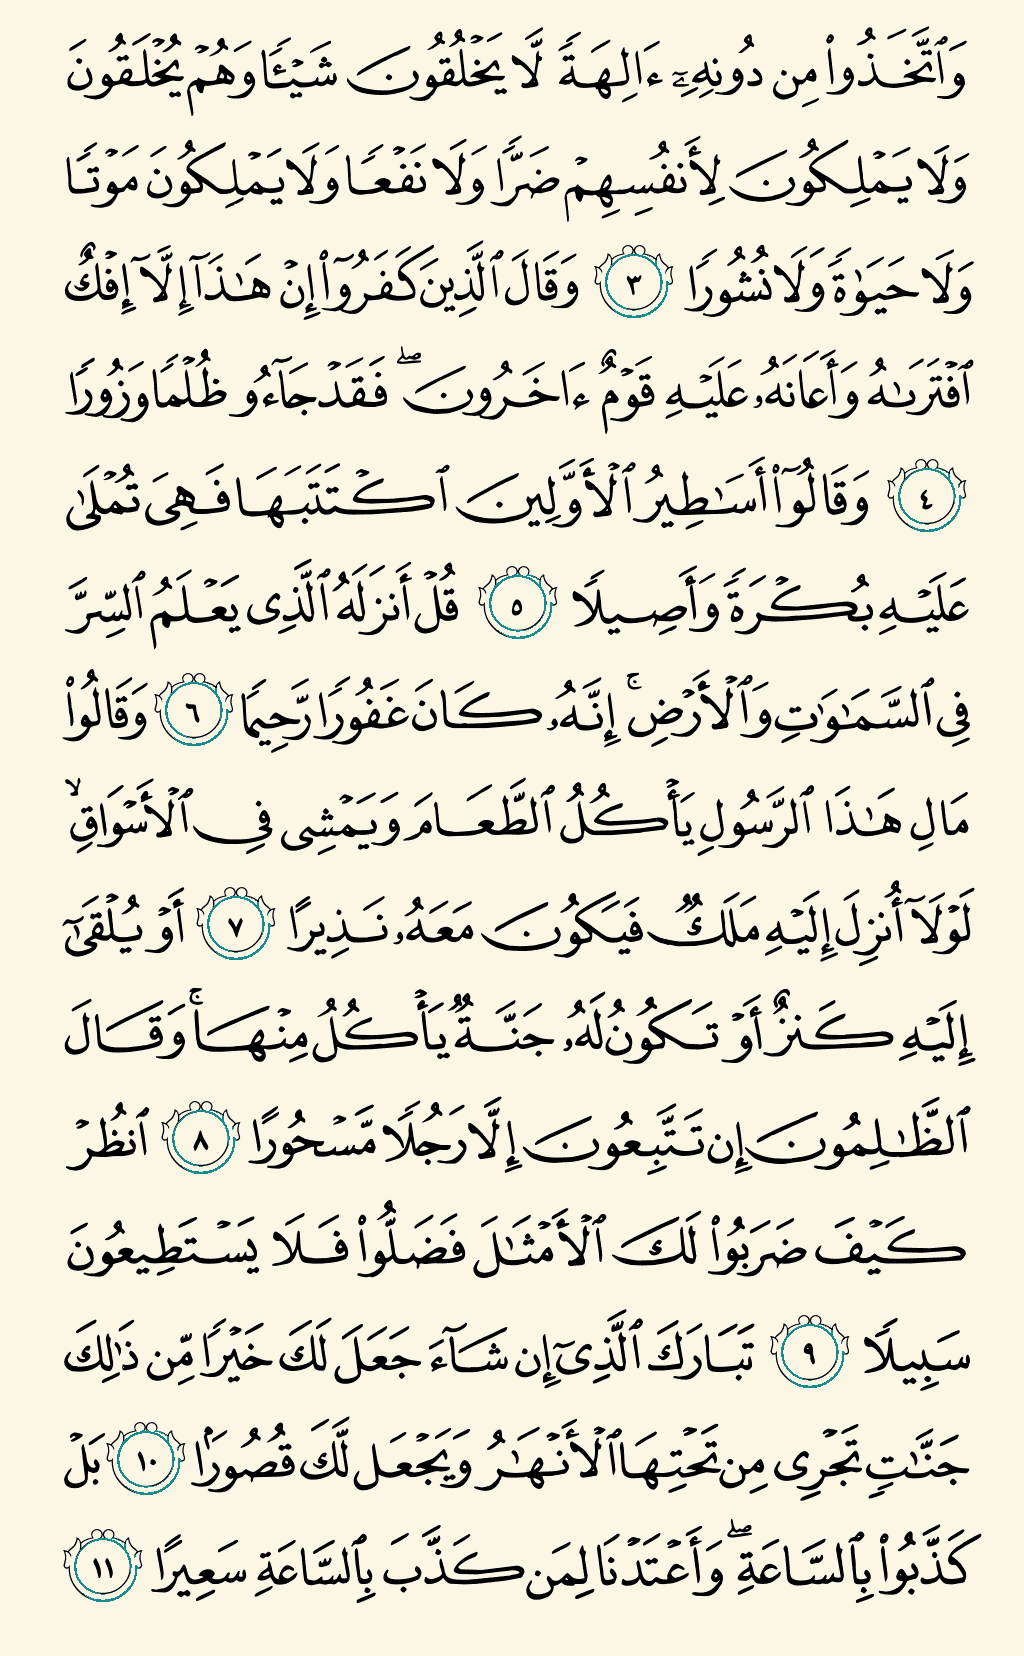 وَٱتَّخَذُوا۟ مِن دُونِهِۦٓ ءَالِهَةً لَّا يَخْلُقُونَ شَيْـًٔا وَهُمْ يُخْلَقُونَ
وَلَا يَمْلِكُونَ لِأَنفُسِهِمْ ضَرًّا وَلَا نَفْعًا وَلَا يَمْلِكُونَ مَوْتًا
وَلَا حَيَوٰةً وَلَا نُشُورًا ٣ وَقَالَ ٱلَّذِينَ كَفَرُوٓا۟ إِنْ هَـٰذَآ إِلَّآ إِفْكٌ
ٱفْتَرَىٰهُ وَأَعَانَهُۥ عَلَيْهِ قَوْمٌ ءَاخَرُونَ ۖ فَقَدْ جَآءُو ظُلْمًا وَزُورًا
٤ وَقَالُوٓا۟ أَسَـٰطِيرُ ٱلْأَوَّلِينَ ٱكْتَتَبَهَا فَهِىَ تُمْلَىٰ
عَلَيْهِ بُكْرَةً وَأَصِيلًا ٥ قُلْ أَنزَلَهُ ٱلَّذِى يَعْلَمُ ٱلسِّرَّ
فِى ٱلسَّمَـٰوَٰتِ وَٱلْأَرْضِ ۚ إِنَّهُۥ كَانَ غَفُورًا رَّحِيمًا ٦ وَقَالُوا۟
مَالِ هَـٰذَا ٱلرَّسُولِ يَأْكُلُ ٱلطَّعَامَ وَيَمْشِى فِى ٱلْأَسْوَاقِ ۙ
لَوْلَآ أُنزِلَ إِلَيْهِ مَلَكٌ فَيَكُونَ مَعَهُۥ نَذِيرًا ٧ أَوْ يُلْقَىٰٓ
إِلَيْهِ كَنزٌ أَوْ تَكُونُ لَهُۥ جَنَّةٌ يَأْكُلُ مِنْهَا ۚ وَقَالَ
ٱلظَّـٰلِمُونَ إِن تَتَّبِعُونَ إِلَّا رَجُلًا مَّسْحُورًا ٨ ٱنظُرْ
كَيْفَ ضَرَبُوا۟ لَكَ ٱلْأَمْثَـٰلَ فَضَلُّوا۟ فَلَا يَسْتَطِيعُونَ
سَبِيلًا ٩ تَبَارَكَ ٱلَّذِىٓ إِن شَآءَ جَعَلَ لَكَ خَيْرًا مِّن ذَٰلِكَ
جَنَّـٰتٍ تَجْرِى مِن تَحْتِهَا ٱلْأَنْهَـٰرُ وَيَجْعَل لَّكَ قُصُورًۢا ١٠ بَلْ
كَذَّبُوا۟ بِٱلسَّاعَةِ ۖ وَأَعْتَدْنَا لِمَن كَذَّبَ بِٱلسَّاعَةِ سَعِيرًا ١١